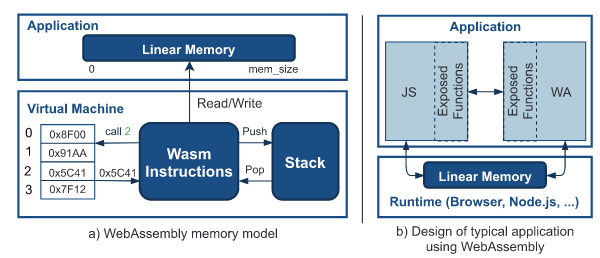 Application
Linear Memory
0 mem_size
Read/Write
Virtual Machine
0 0x8F00 call 2 Push
1 0x91AA
Wasm Instructions
Stack
2 0x5C41 0x5C41 Pop
3 0x7F12
a) WebAssembly memory model
Application
JS
Exposed
Functions
Exposed
Functions
WA
Linear Memory
Runtime (Browser, Node.js, ...)
b) Design of typical application
using WebAssembly